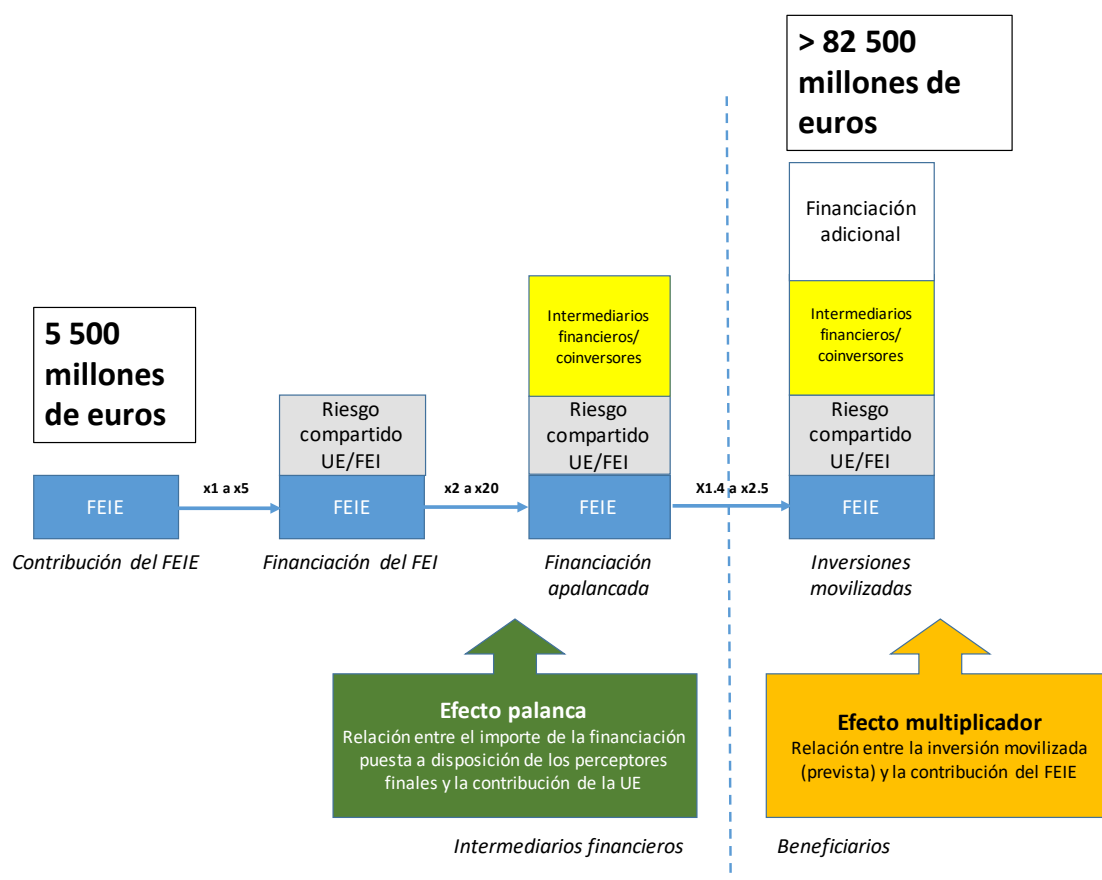 > 82 500
millones de
euros
Financiación
adicional
5 500
millones
de euros
Intermediarios
financieros/
coinversores
Intermediarios
financieros/
coinversores
Riesgo
compartido
UE/FEI
Riesgo
compartido
UE/FEI
Riesgo
compartido
UE/FEI
FEIE
x1 a x5
FEIE
x2 a x20
FEIE
X1.4 a x2.5
FEIE
Contribución del FEIE
Financiación del FEI
Financiación
apalancada
Inversiones
movilizadas
Efecto palanca
Relación entre el importe de la financiación
puesta a disposición de los perceptores
finales y la contribución de la UE
Efecto multiplicador
Relación entre la inversión movilizada
(prevista) y la contribución del FEIE
Intermediarios financieros
Beneficiarios